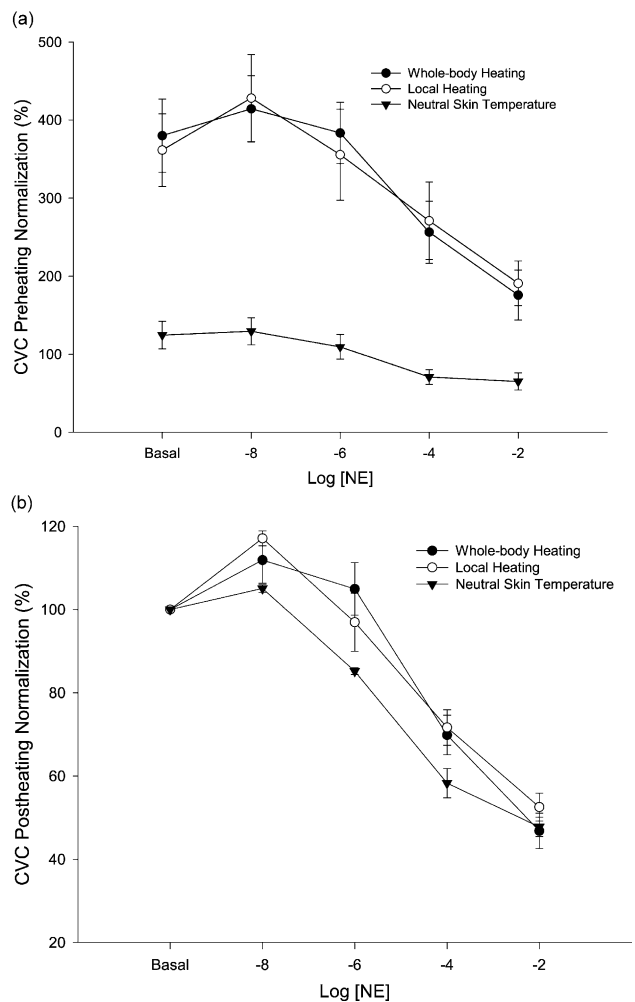 (a)
500
400
300
200
100
0
CVC Preheating Normalization (%)
Whole-body Heating
Local Heating
Neutral Skin Temperature
Basal -8 -6 -4 -2
Log [NE]
(b)
120
100
80
60
40
20
CVC Postheating Normalization (%)
Whole-body Heating
Local Heating
Neutral Skin Temperature
Basal -8 -6 -4 -2
Log [NE]